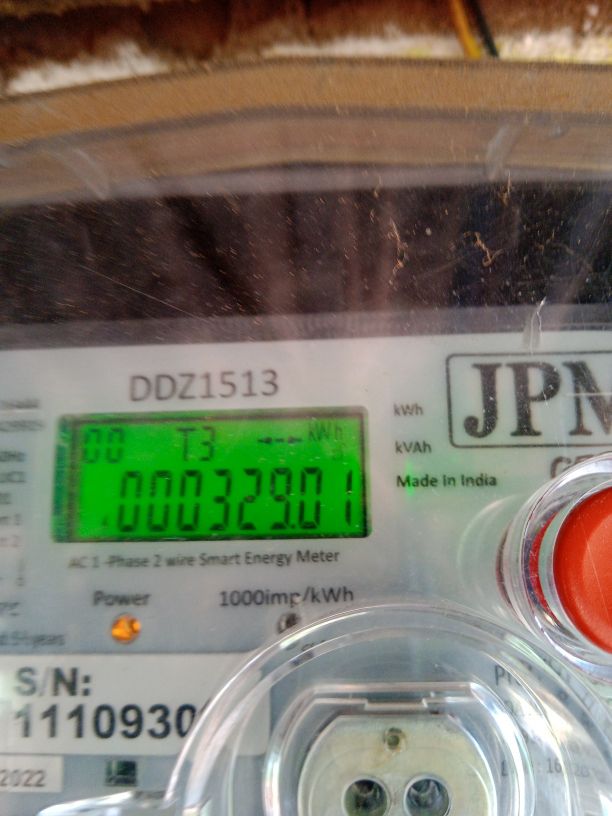 DDZ1513
00 T3 kWh
000329.01
AC 1 -Phase 2 wire Smart Energy Meter
Power
1000imp/kWh
kWh
kVAh
Made in India
JPM
S/N:
1110930
2022